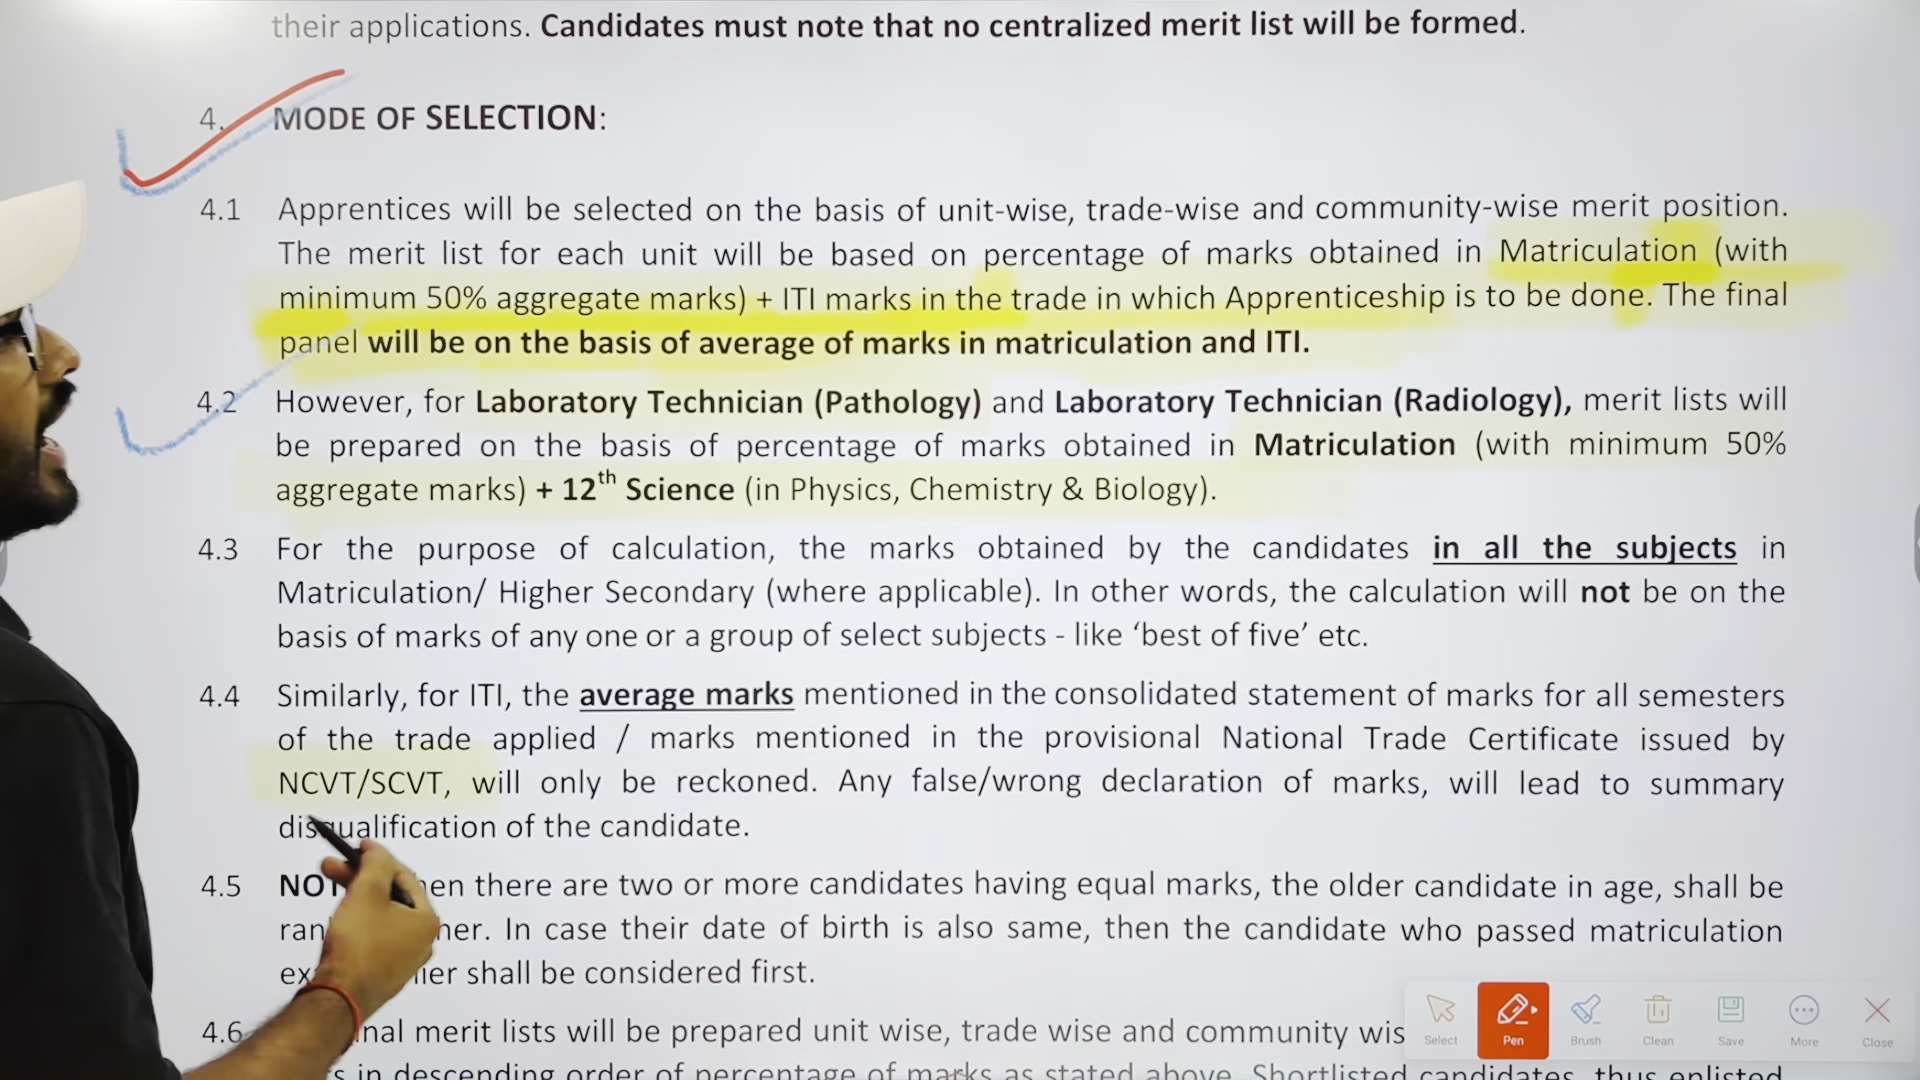 their applications. Candidates must note that no centralized merit list will be formed.
4. MODE OF SELECTION:
4.1 Apprentices will be selected on the basis of unit-wise, trade-wise and community-wise merit position.
The merit list for each unit will be based on percentage of marks obtained in Matriculation (with
minimum 50% aggregate marks) + ITI marks in the trade in which Apprenticeship is to be done. The final
panel will be on the basis of average of marks in matriculation and ITI.
4.2 However, for Laboratory Technician (Pathology) and Laboratory Technician (Radiology), merit lists will
be prepared on the basis of percentage of marks obtained in Matriculation (with minimum 50%
aggregate marks) + 12th Science (in Physics, Chemistry & Biology).
4.3 For the purpose of calculation, the marks obtained by the candidates in all the subjects in
Matriculation/ Higher Secondary (where applicable). In other words, the calculation will not be on the
basis of marks of any one or a group of select subjects - like ‘best of five’ etc.
4.4 Similarly, for ITI, the average marks mentioned in the consolidated statement of marks for all semesters
of the trade applied / marks mentioned in the provisional National Trade Certificate issued by
NCVT/SCVT, will only be reckoned. Any false/wrong declaration of marks, will lead to summary
disqualification of the candidate.
4.5 there are two or more candidates having equal marks, the older candidate in age, shall be
In case their date of birth is also same, then the candidate who passed matriculation
shall be considered first.
4.6 merit lists will be prepared unit wise, trade wise and community
in descending order of percentage of marks as stated above. Shortlisted candidates, thus enlisted
Select Pen Brush Clean Save More Close